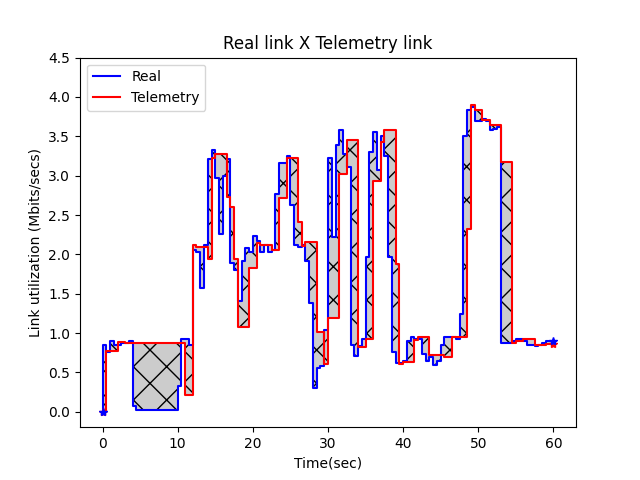 Real link X Telemetry link
Real
Telemetry
Link utilization (Mbits/secs)
4.5
4.0
3.5
3.0
2.5
2.0
1.5
1.0
0.5
0.0
0 10 20 30 40 50 60
Time(sec)